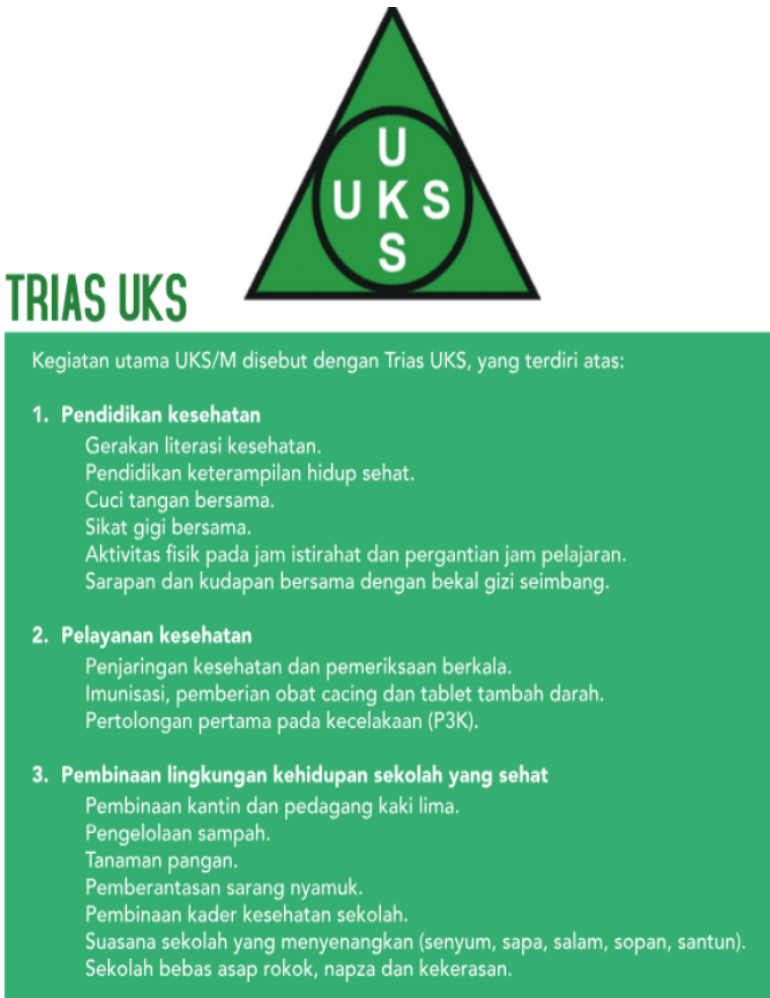 U
U K S
S
TRIAS UKS
Kegiatan utama UKS/M disebut dengan Trias UKS, yang terdiri atas:
1. Pendidikan kesehatan
Gerakan literasi kesehatan.
Pendidikan keterampilan hidup sehat.
Cuci tangan bersama.
Sikat gigi bersama.
Aktivitas fisik pada jam istirahat dan pergantian jam pelajaran.
Sarapan dan kudapan bersama dengan bekal gizi seimbang.
2. Pelayanan kesehatan
Penjaringan kesehatan dan pemeriksaan berkala.
Imunisasi, pemberian obat cacing dan tablet tambah darah.
Pertolongan pertama pada kecelakaan (P3K).
3. Pembinaan lingkungan kehidupan sekolah yang sehat
Pembinaan kantin dan pedagang kaki lima.
Pengelolaan sampah.
Tanaman pangan.
Pemberantasan sarang nyamuk.
Pembinaan kader kesehatan sekolah.
Suasana sekolah yang menyenangkan (senyum, sapa, salam, sopan, santun).
Sekolah bebas asap rokok, napza dan kekerasan.